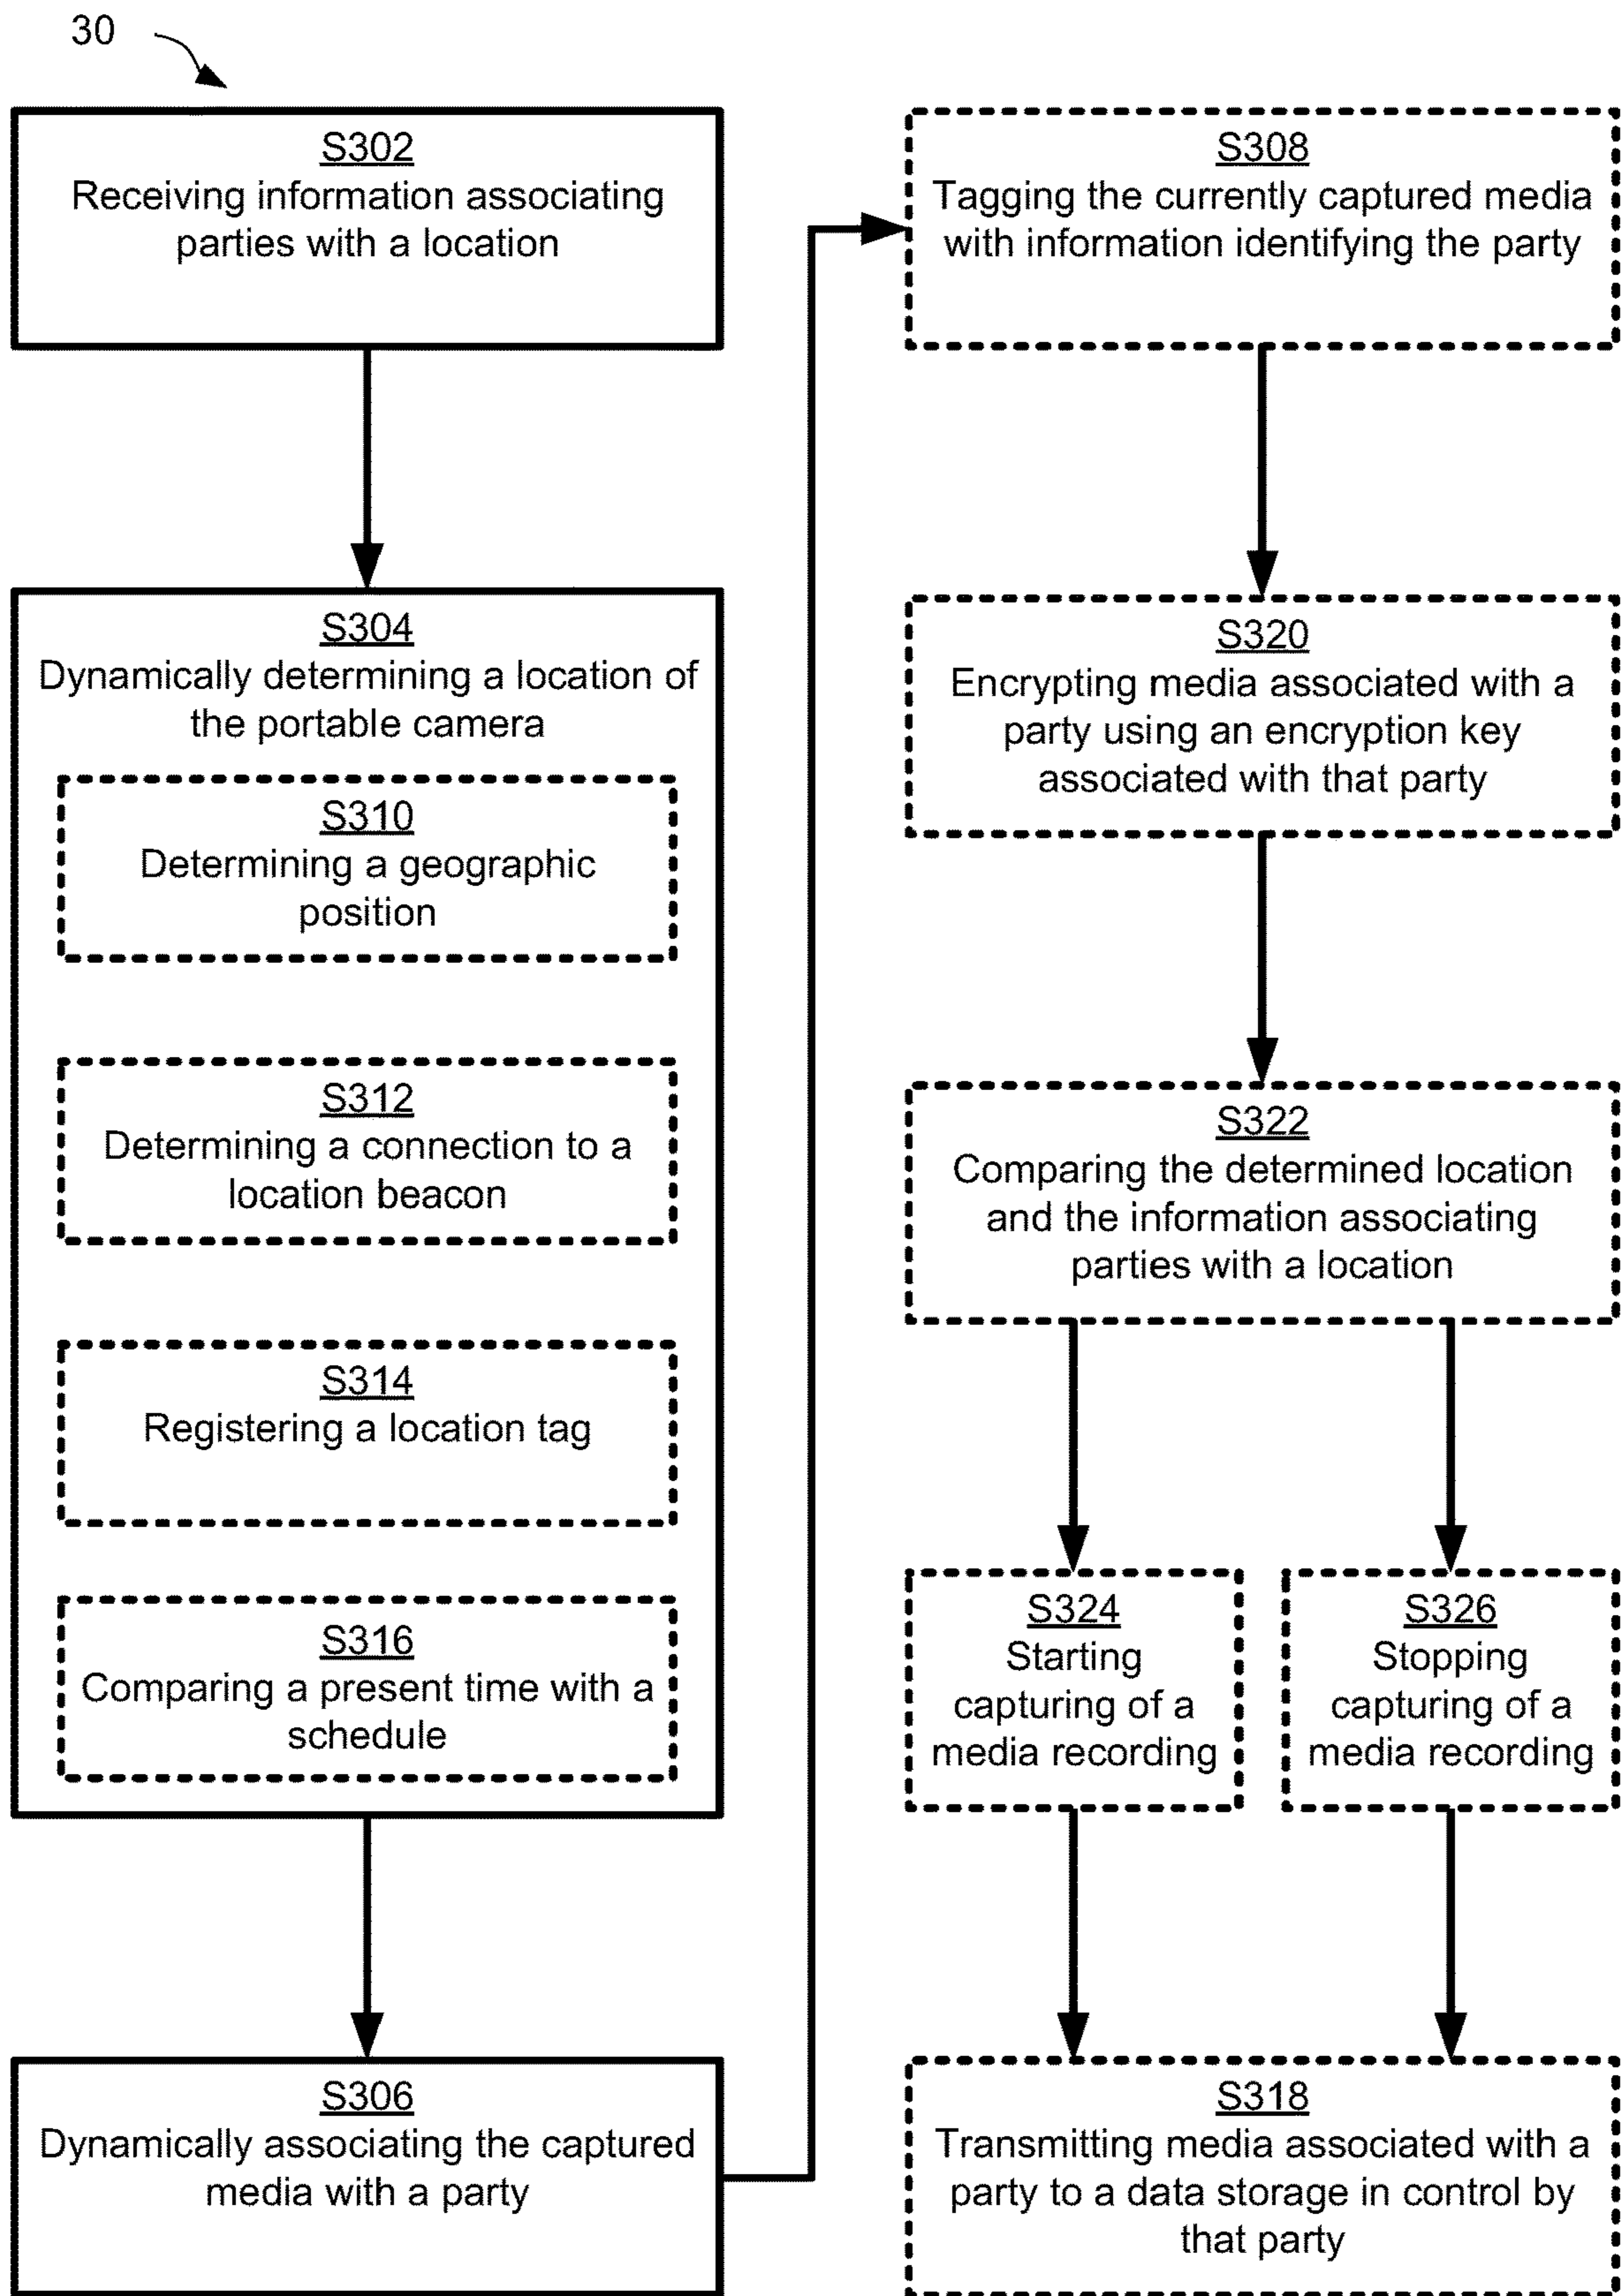 30
S302
Receiving information associating
parties with a location
S304
Dynamically determining a location of
the portable camera
S310
Determining a geographic
position
S312
Determining a connection to a
location beacon
S314
Registering a location tag
S316
Comparing a present time with a
schedule
S306
Dynamically associating the captured
media with a party
S308
Tagging the currently captured media
with information identifying the party
S320
Encrypting media associated with a
party using an encryption key
associated with that party
S322
Comparing the determined location
and the information associating
parties with a location
S324
Starting
capturing of a
media recording
S326
Stopping
capturing of a
media recording
S318
Transmitting media associated with a
party to a data storage in control by
that party